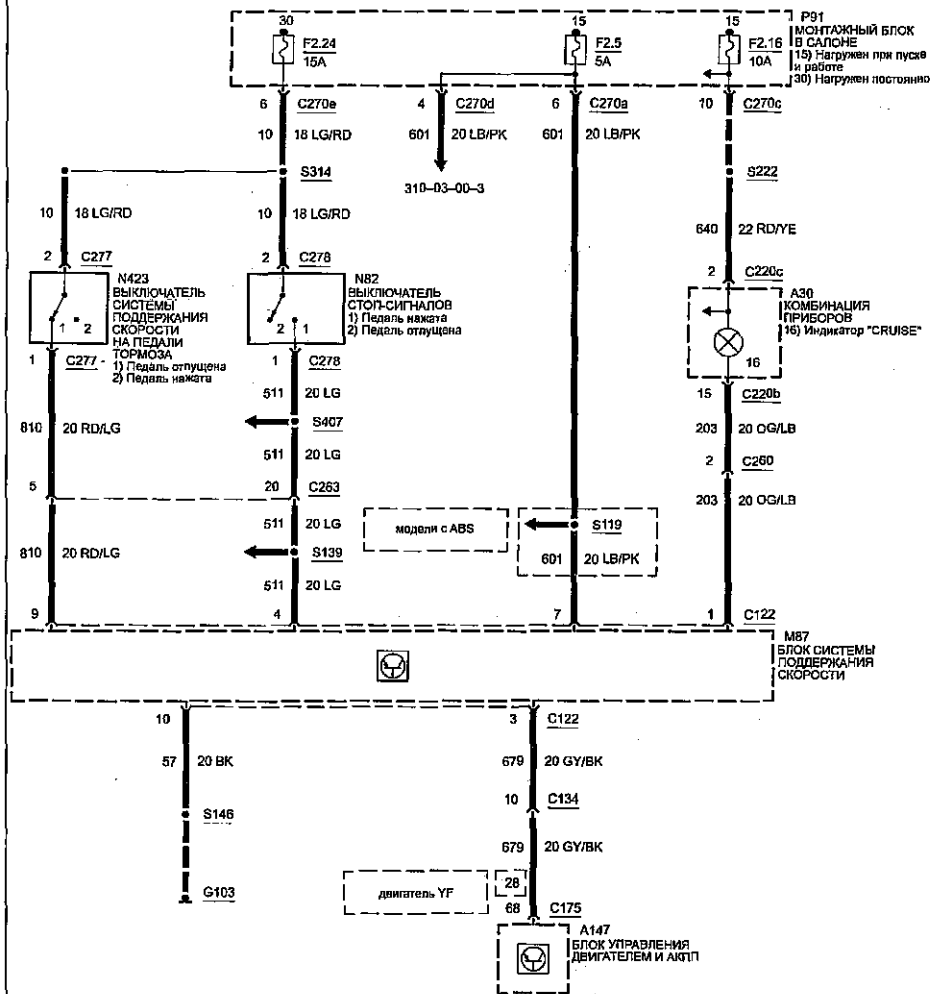 30 15 15 P91
МОНТАЖНЫЙ БЛОК
В САЛОНЕ
15) Нагружен при пуске
и работе
30) Нагружен постоянно
F2.24 F2.5 F2.16
15A 5A 10A
6 C270e 4 C270d 6 C270a 10 C270c
10 18 LG/RD 601 20 LB/PK 601 20 LB/PK
S314 S222
310-03-00-3
10 18 LG/RD 10 18 LG/RD
640 22 RD/YE
2 C277 2 C278 2 C220c
N423
ВЫКЛЮЧАТЕЛЬ
СИСТЕМЫ
ПОДДЕРЖАНИЯ
СКОРОСТИ
НА ПЕДАЛИ
ТОРМОЗА
1) Педаль отпущена
2) Педаль нажата
1 2
N82
ВЫКЛЮЧАТЕЛЬ
СТОП-СИГНАЛОВ
1) Педаль нажата
2) Педаль отпущена
2 1
A30
КОМБИНАЦИЯ
ПРИБОРОВ
16) Индикатор "CRUISE"
16
1 C277 1 C278
15 C220b
511 20 LG
810 20 RD/LG S407 203 20 OG/LB
511 20 LG 2 C260
5 20 C263 203 20 OG/LB
511 20 LG модели с ABS S119
810 20 RD/LG S139 601 20 LB/PK
511 20 LG
9 4 7 1 C122
M87
БЛОК СИСТЕМЫ
ПОДДЕРЖАНИЯ
СКОРОСТИ
10 3 C122
57 20 BK 679 20 GY/BK
10 C134
S146
679 20 GY/BK
G103 двигатель YF 28
68 C175
A147
БЛОК УПРАВЛЕНИЯ
ДВИГАТЕЛЕМ И АКПП